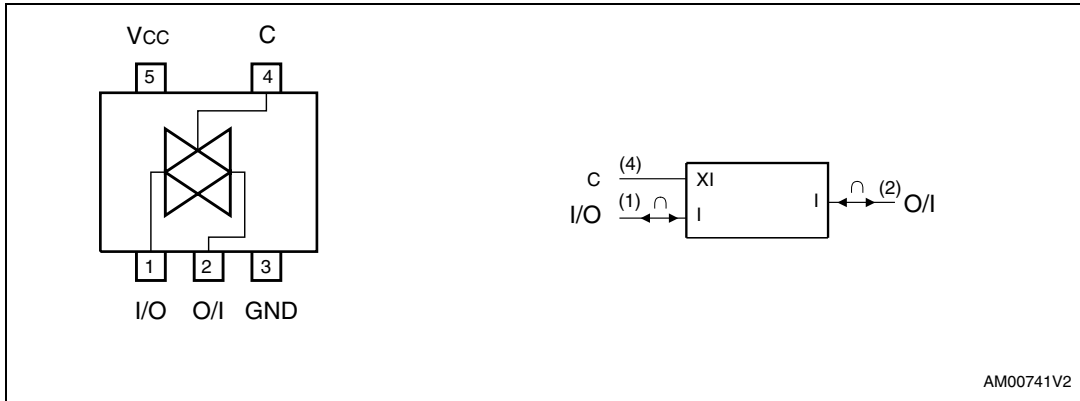 Vcc C
5 4
1 2 3
I/O O/I GND
C (4) XI
I/O (1) ∩ I
I ∩ (2) O/I
AM00741V2